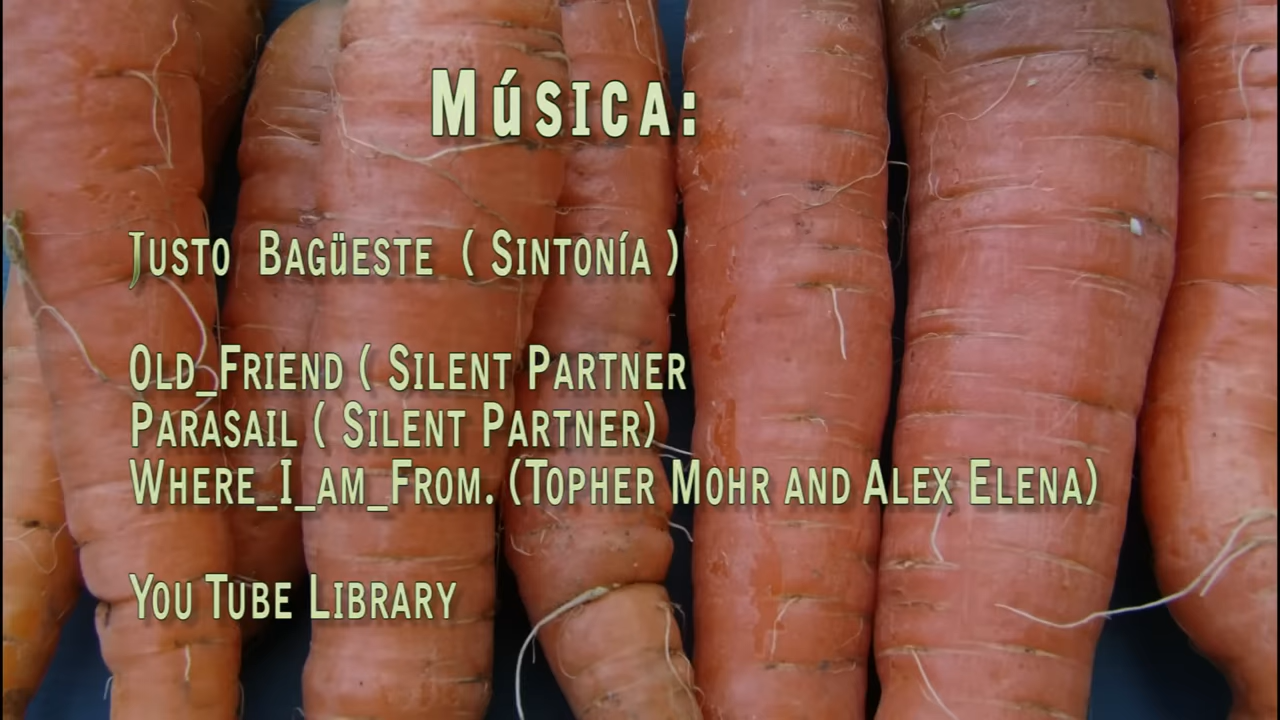 Música:
Justo Bagüeste ( Sintonía )
Old_Friend ( Silent Partner
Parasail ( Silent Partner)
Where_I_am_From. (Topher Mohr and Alex Elena)
You Tube Library